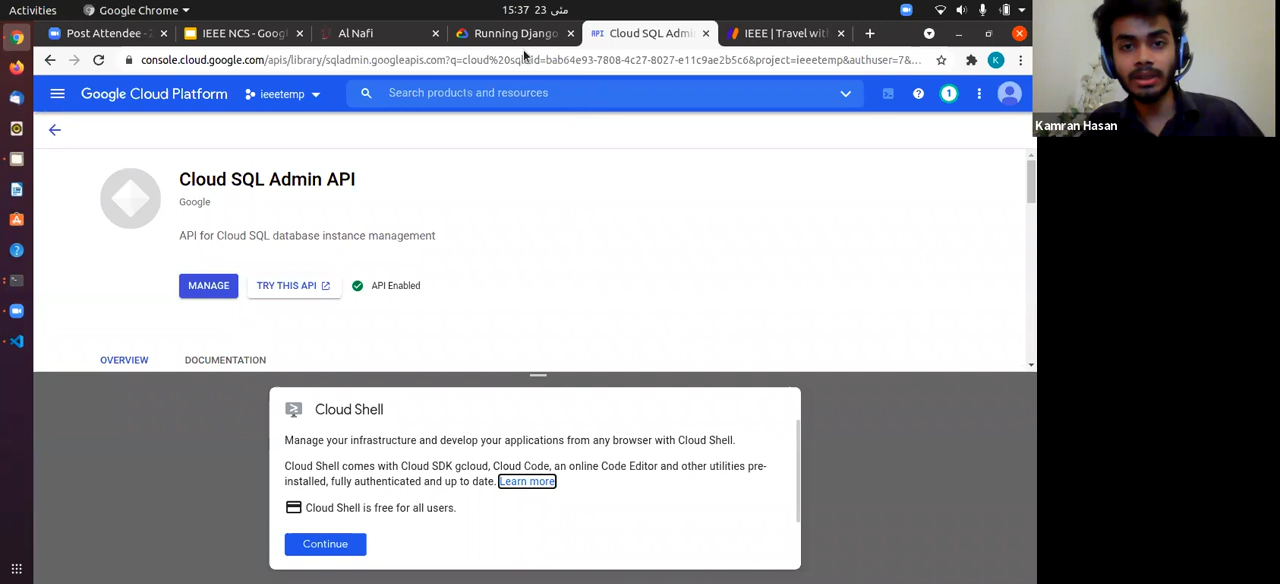 Activities
Google Chrome
15:37 23 مئی
Post Attendee - Z
IEEE NCS - Goog
Al Nafi
Running Django
API
Cloud SQL Admi
IEEE | Travel with
console.cloud.google.com/apis/library/sqladmin.googleapis.com?q=cloud%20sql&id=bab64e93-7808-4c27-8027-e11c9ae2b5c6&project=ieeetemp&authuser=7&...
K
Google Cloud Platform
ieeetemp
Search products and resources
1
Kamran Hasan
Cloud SQL Admin API
Google
API for Cloud SQL database instance management
MANAGE
TRY THIS API
API Enabled
OVERVIEW
DOCUMENTATION
Cloud Shell
Manage your infrastructure and develop your applications from any browser with Cloud Shell.
Cloud Shell comes with Cloud SDK gcloud, Cloud Code, an online Code Editor and other utilities pre-
installed, fully authenticated and up to date. Learn more
Cloud Shell is free for all users.
Continue